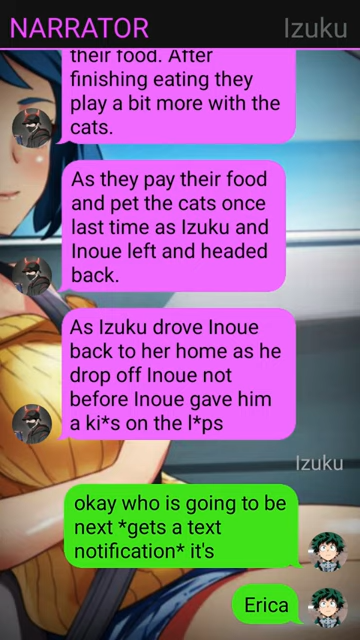 NARRATOR
Izuku
their food. After
finishing eating they
play a bit more with the
cats.
As they pay their food
and pet the cats once
last time as Izuku and
Inoue left and headed
back.
As Izuku drove Inoue
back to her home as he
drop off Inoue not
before Inoue gave him
a ki*s on the l*ps
Izuku
okay who is going to be
next *gets a text
notification* it's
Erica